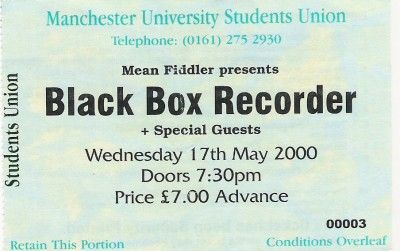 Manchester University Students Union
Telephone: (0161) 275 2930
Mean Fiddler presents
Black Box Recorder
+ Special Guests
Wednesday 17th May 2000
Doors 7:30pm
Price £7.00 Advance
00003
Retain This Portion
Conditions Overleaf
Students Union